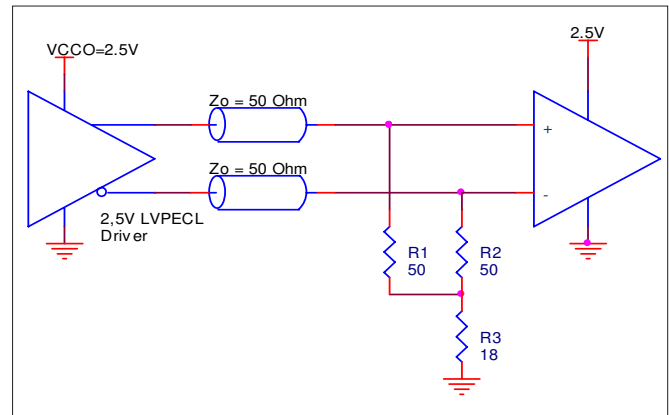 VCCO=2.5V
2.5V
Zo = 50 Ohm
+
Zo = 50 Ohm
-
2,5V LVPECL
Driver
R1
50
R2
50
R3
18